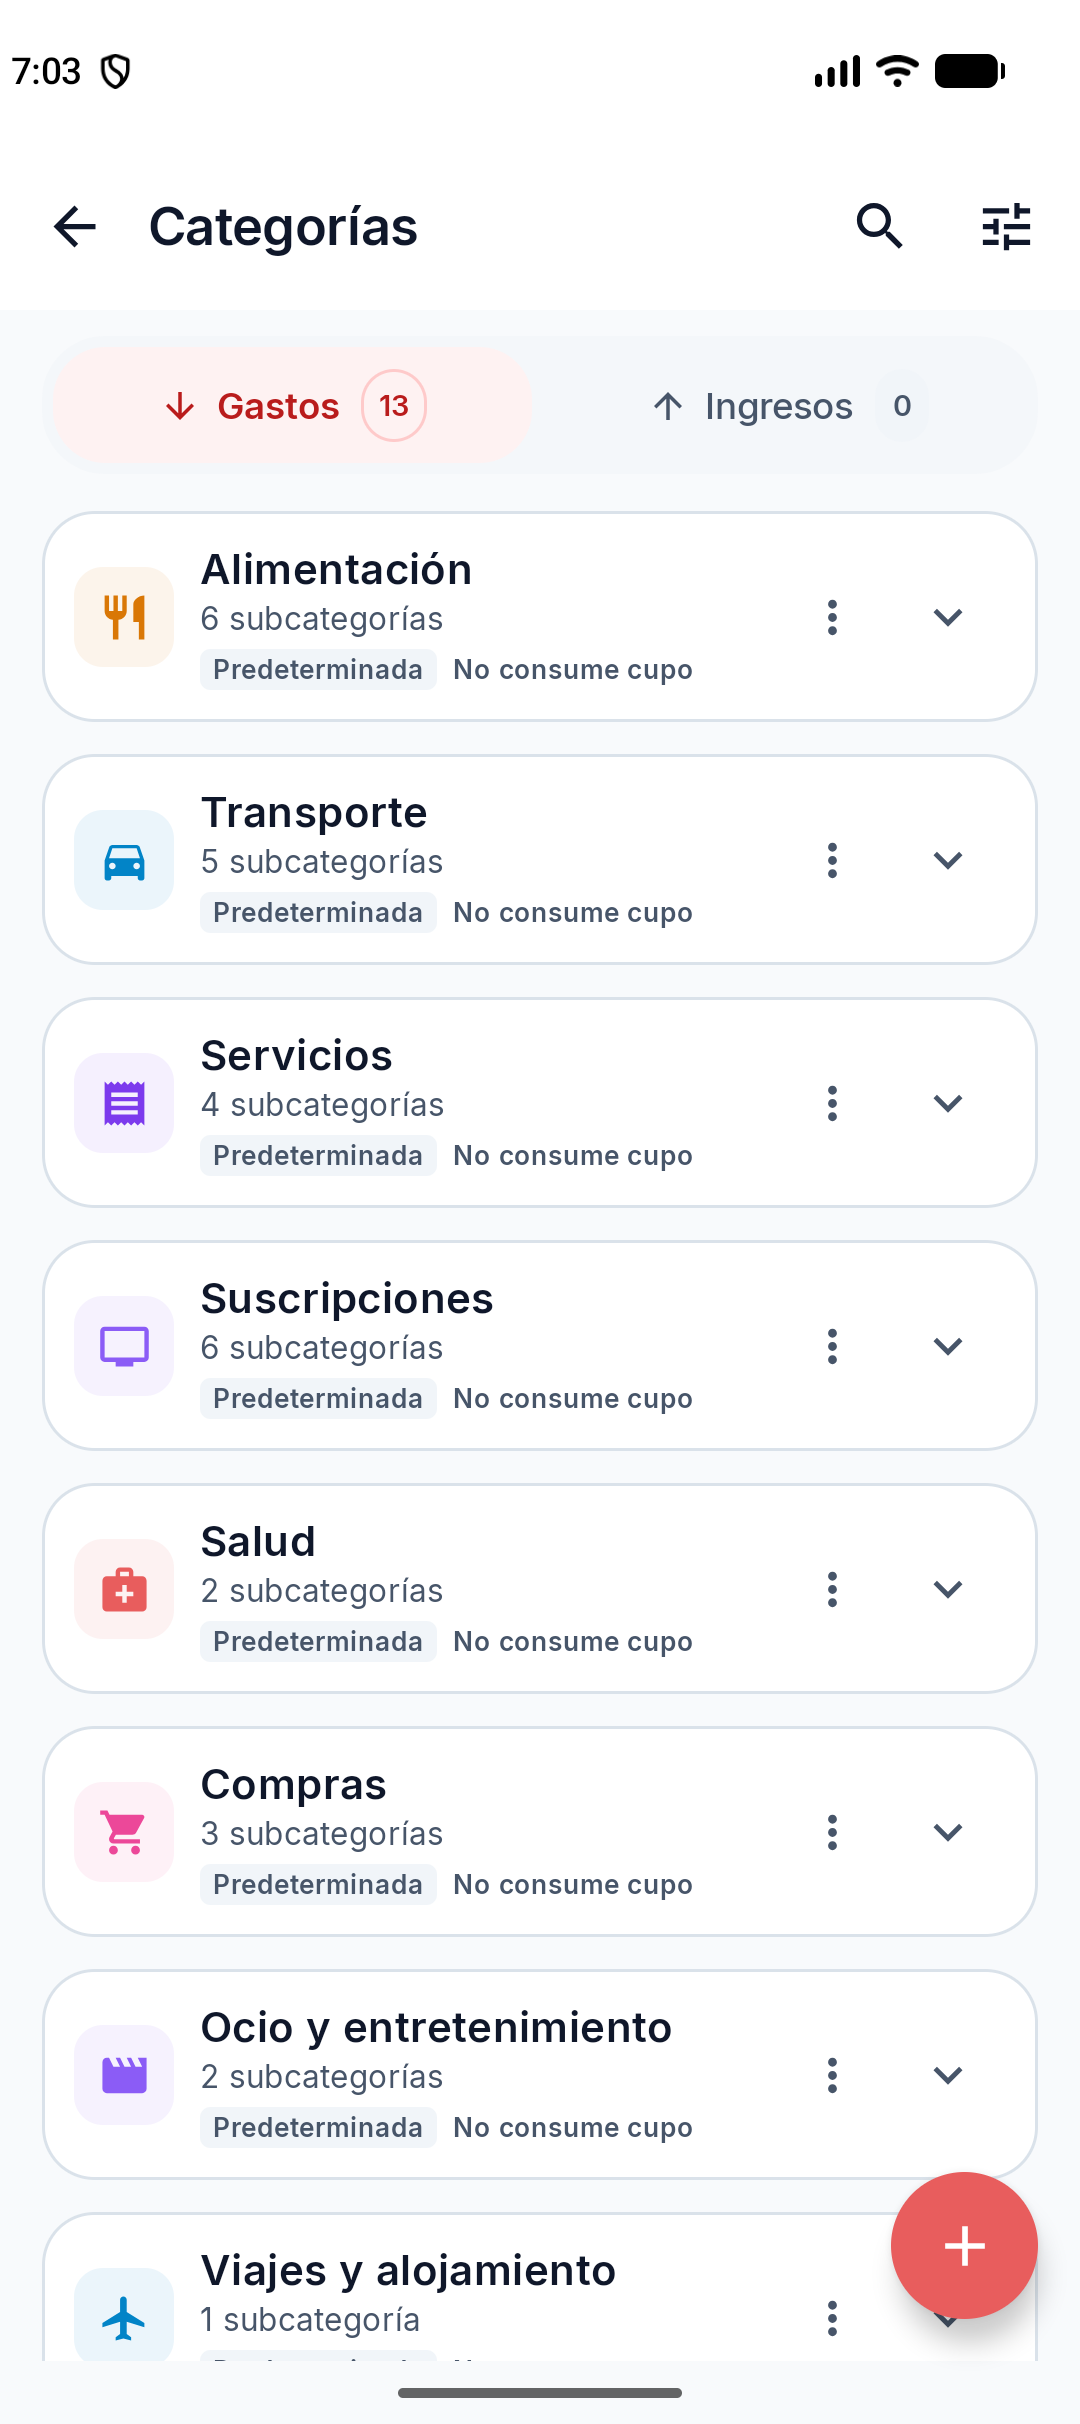 7:03
Categorías
Gastos 13 Ingresos 0
Alimentación
6 subcategorías
Predeterminada No consume cupo
Transporte
5 subcategorías
Predeterminada No consume cupo
Servicios
4 subcategorías
Predeterminada No consume cupo
Suscripciones
6 subcategorías
Predeterminada No consume cupo
Salud
2 subcategorías
Predeterminada No consume cupo
Compras
3 subcategorías
Predeterminada No consume cupo
Ocio y entretenimiento
2 subcategorías
Predeterminada No consume cupo
Viajes y alojamiento
1 subcategoría